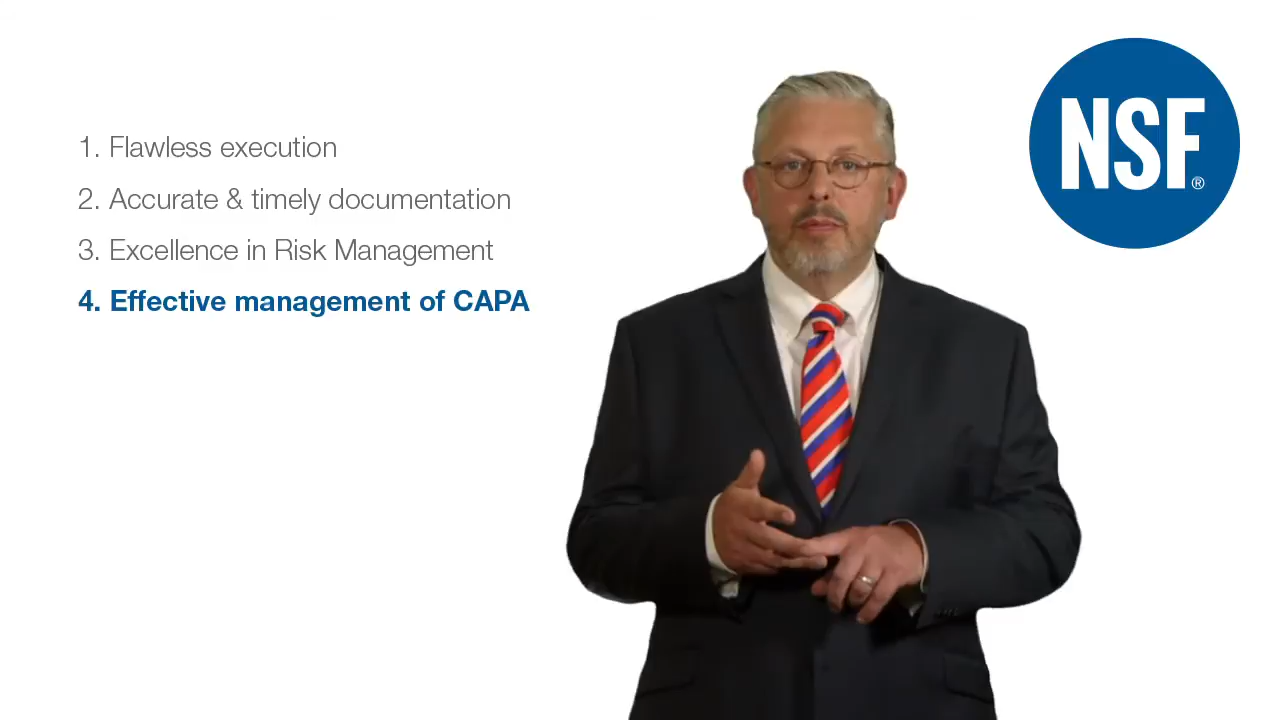 1. Flawless execution
2. Accurate & timely documentation
3. Excellence in Risk Management
4. Effective management of CAPA
NSF®